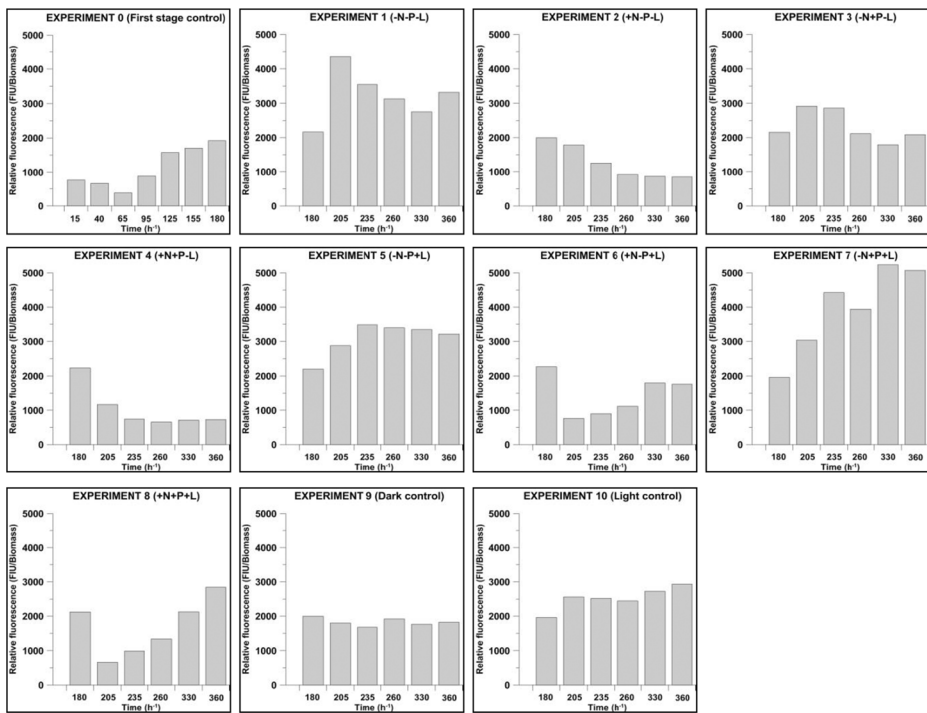 EXPERIMENT 0 (First stage control)
Relative fluorescence (FIU/Biomass)
5000
4000
3000
2000
1000
0
15 40 65 95 125 155 180
Time (h⁻¹)
EXPERIMENT 1 (-N-P-L)
Relative fluorescence (FIU/Biomass)
5000
4000
3000
2000
1000
0
180 205 235 260 330 360
Time (h⁻¹)
EXPERIMENT 2 (+N-P-L)
Relative fluorescence (FIU/Biomass)
5000
4000
3000
2000
1000
0
180 205 235 260 330 360
Time (h⁻¹)
EXPERIMENT 3 (-N+P-L)
Relative fluorescence (FIU/Biomass)
5000
4000
3000
2000
1000
0
180 205 235 260 330 360
Time (h⁻¹)
EXPERIMENT 4 (+N+P-L)
Relative fluorescence (FIU/Biomass)
5000
4000
3000
2000
1000
0
180 205 235 260 330 360
Time (h⁻¹)
EXPERIMENT 5 (-N-P+L)
Relative fluorescence (FIU/Biomass)
5000
4000
3000
2000
1000
0
180 205 235 260 330 360
Time (h⁻¹)
EXPERIMENT 6 (+N-P+L)
Relative fluorescence (FIU/Biomass)
5000
4000
3000
2000
1000
0
180 205 235 260 330 360
Time (h⁻¹)
EXPERIMENT 7 (-N+P+L)
Relative fluorescence (FIU/Biomass)
5000
4000
3000
2000
1000
0
180 205 235 260 330 360
Time (h⁻¹)
EXPERIMENT 8 (+N+P+L)
Relative fluorescence (FIU/Biomass)
5000
4000
3000
2000
1000
0
180 205 235 260 330 360
Time (h⁻¹)
EXPERIMENT 9 (Dark control)
Relative fluorescence (FIU/Biomass)
5000
4000
3000
2000
1000
0
180 205 235 260 330 360
Time (h⁻¹)
EXPERIMENT 10 (Light control)
Relative fluorescence (FIU/Biomass)
5000
4000
3000
2000
1000
0
180 205 235 260 330 360
Time (h⁻¹)